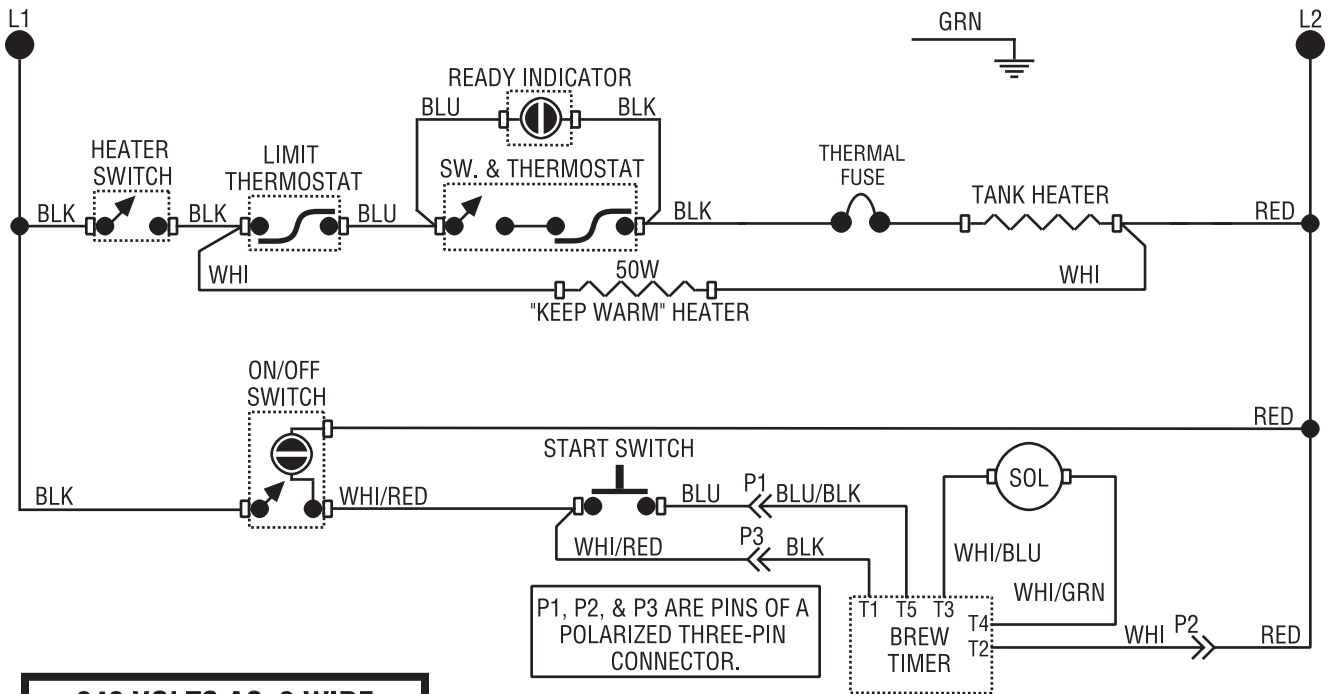 L1
L2
GRN
READY INDICATOR
BLU
BLK
HEATER
SWITCH
LIMIT
THERMOSTAT
SW. & THERMOSTAT
THERMAL
FUSE
TANK HEATER
BLK
BLK
BLU
BLK
RED
WHI
50W
WHI
"KEEP WARM" HEATER
ON/OFF
SWITCH
RED
START SWITCH
SOL
BLK
WHI/RED
BLU
P1
BLU/BLK
WHI/RED
P3
BLK
WHI/BLU
WHI/GRN
P1, P2, & P3 ARE PINS OF A
POLARIZED THREE-PIN
CONNECTOR.
T1 T5 T3
T4
T2
BREW
TIMER
WHI
P2
RED